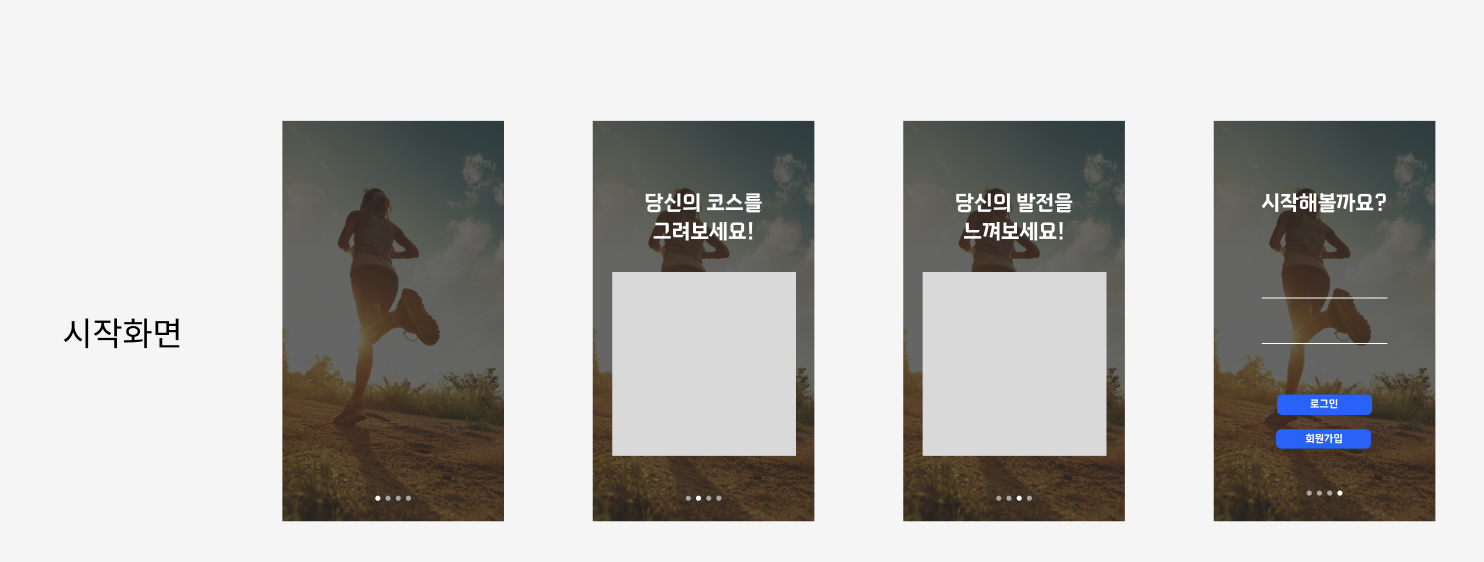 시작화면
당신의 코스를
그려보세요!
당신의 발전을
느껴보세요!
시작해볼까요?
로그인
회원가입